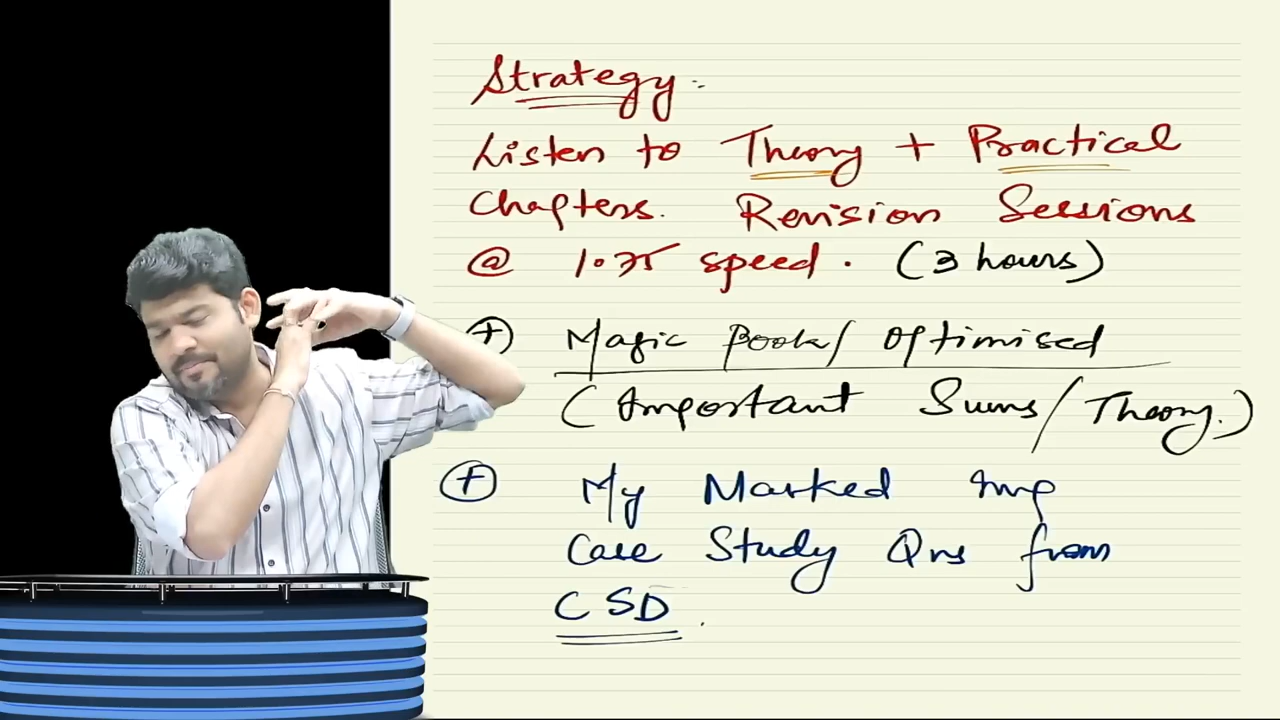 Strategy:
Listen to Theory + Practical
Chapters. Revision Sessions
@ 1.75 speed. (3 hours)
+ Magic Book/ Optimised
(Important Sums/Theory.)
+ My Marked Imp
Case Study Qns from
CSD.